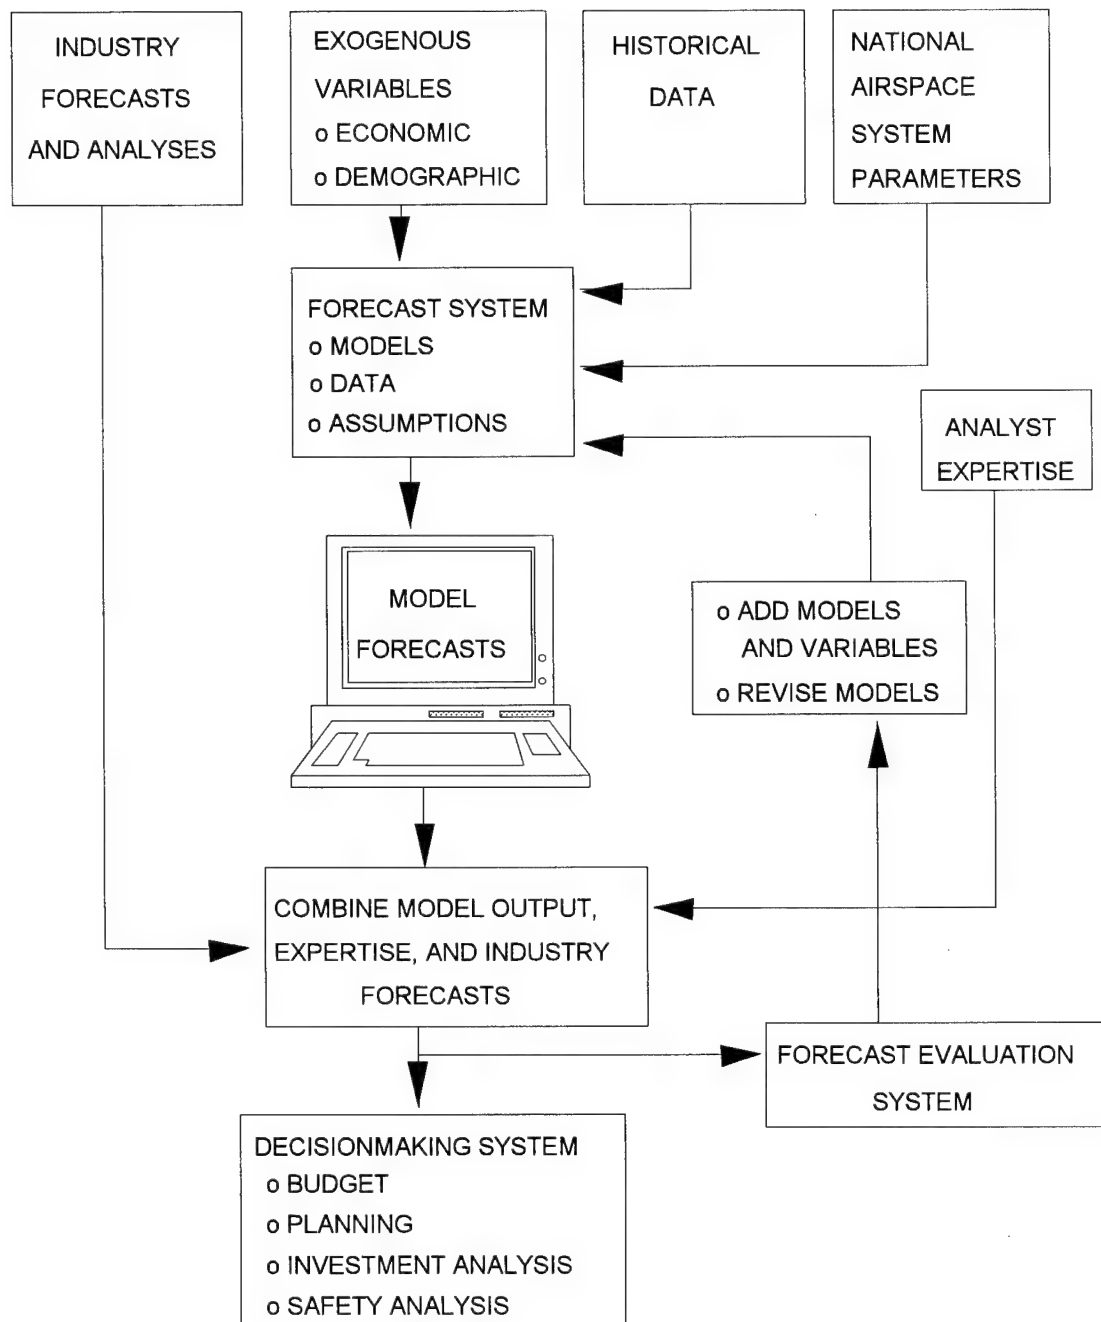 INDUSTRY
FORECASTS
AND ANALYSES
EXOGENOUS
VARIABLES
o ECONOMIC
o DEMOGRAPHIC
HISTORICAL
DATA
NATIONAL
AIRSPACE
SYSTEM
PARAMETERS
FORECAST SYSTEM
o MODELS
o DATA
o ASSUMPTIONS
ANALYST
EXPERTISE
MODEL
FORECASTS
o ADD MODELS
AND VARIABLES
o REVISE MODELS
COMBINE MODEL OUTPUT,
EXPERTISE, AND INDUSTRY
FORECASTS
FORECAST EVALUATION
SYSTEM
DECISIONMAKING SYSTEM
o BUDGET
o PLANNING
o INVESTMENT ANALYSIS
o SAFETY ANALYSIS